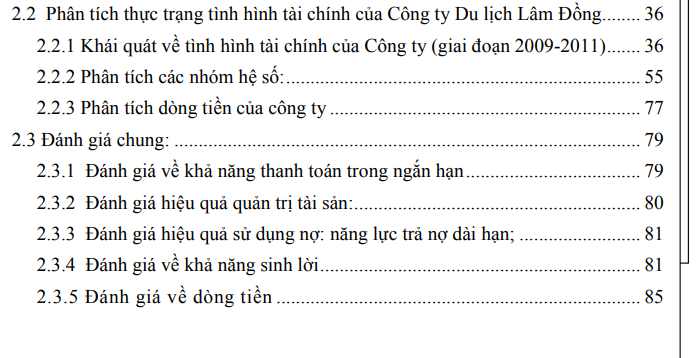 2.2 Phân tích thực trạng tình hình tài chính của Công ty Du lịch Lâm Đồng....... 36
2.2.1 Khái quát về tình hình tài chính của Công ty (giai đoạn 2009-2011)....... 36
2.2.2 Phân tích các nhóm hệ số:............................................................... 55
2.2.3 Phân tích dòng tiền của công ty ....................................................... 77
2.3 Đánh giá chung: .................................................................................. 79
2.3.1 Đánh giá về khả năng thanh toán trong ngắn hạn............................... 79
2.3.2 Đánh giá hiệu quả quản trị tài sản:................................................... 80
2.3.3 Đánh giá hiệu quả sử dụng nợ: năng lực trả nợ dài hạn; ..................... 81
2.3.4 Đánh giá về khả năng sinh lời.......................................................... 81
2.3.5 Đánh giá về dòng tiền ................................................................. 85